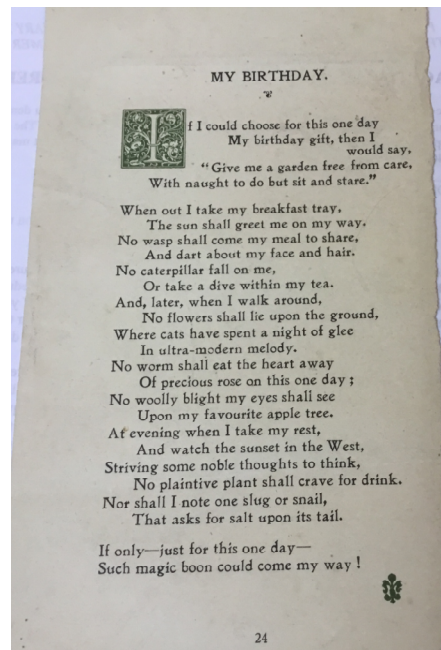 MY BIRTHDAY.
If I could choose for this one day
My birthday gift, then I
would say,
"Give me a garden free from care,
With naught to do but sit and stare."
When out I take my breakfast tray,
The sun shall greet me on my way,
No wasp shall come my meal to share,
And dart about my face and hair.
No caterpillar fall on me,
Or take a dive within my tea.
And, later, when I walk around,
No flowers shall lie upon the ground,
Where cats have spent a night of glee
In ultra-modern melody.
No worm shall eat the heart away
Of precious rose on this one day;
No woolly blight my eyes shall see
Upon my favourite apple tree.
At evening when I take my rest,
And watch the sunset in the West,
Striving some noble thoughts to think,
No plaintive plant shall crave for drink.
Nor shall I note one slug or snail,
That asks for salt upon its tail.
If only—just for this one day—
Such magic boon could come my way!
24